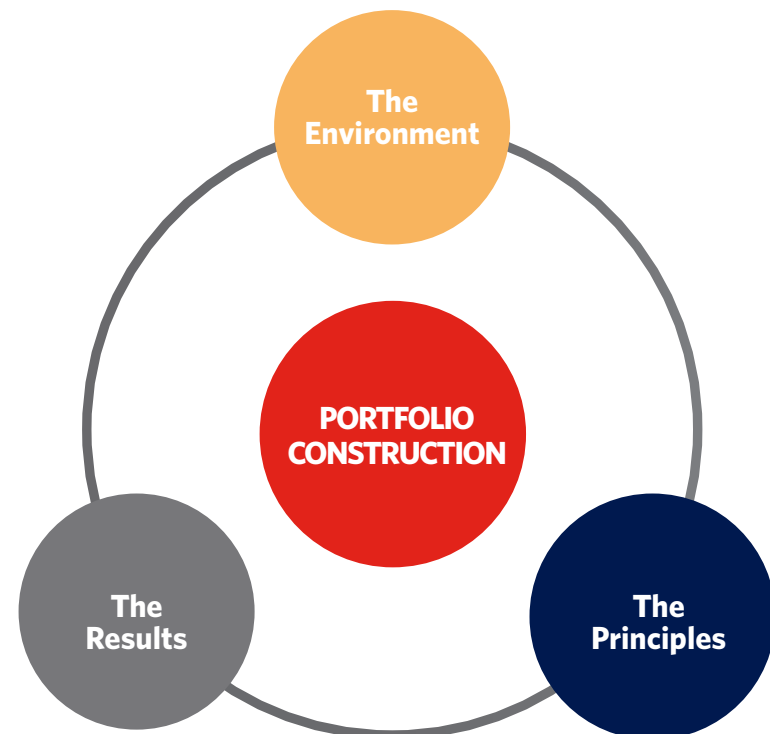 The
Environment
PORTFOLIO
CONSTRUCTION
The
Results
The
Principles